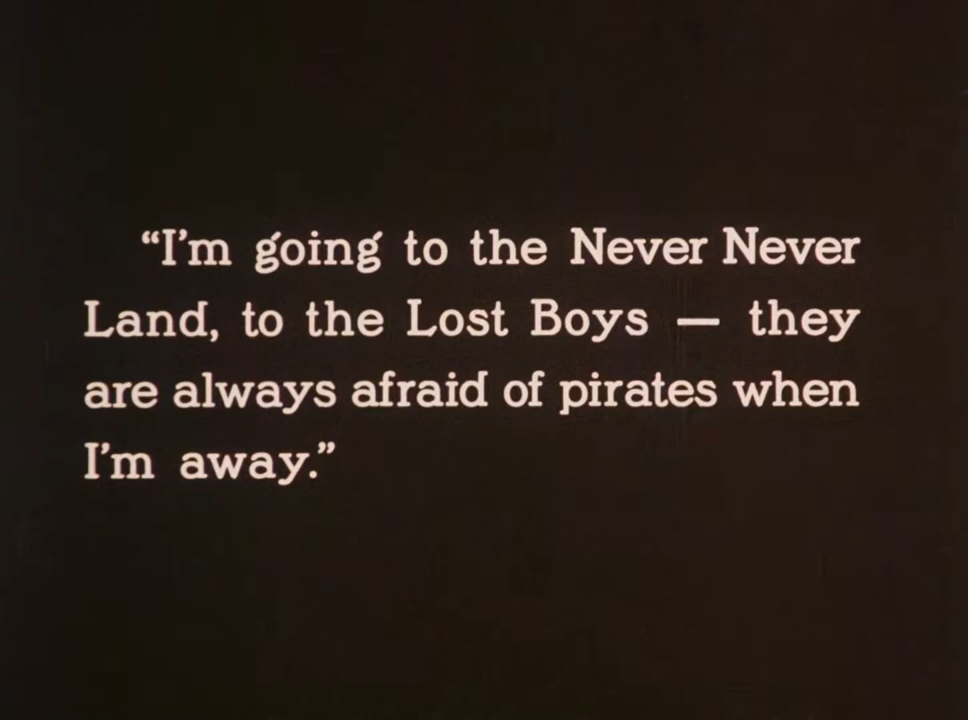 “I’m going to the Never Never
Land, to the Lost Boys — they
are always afraid of pirates when
I’m away.”